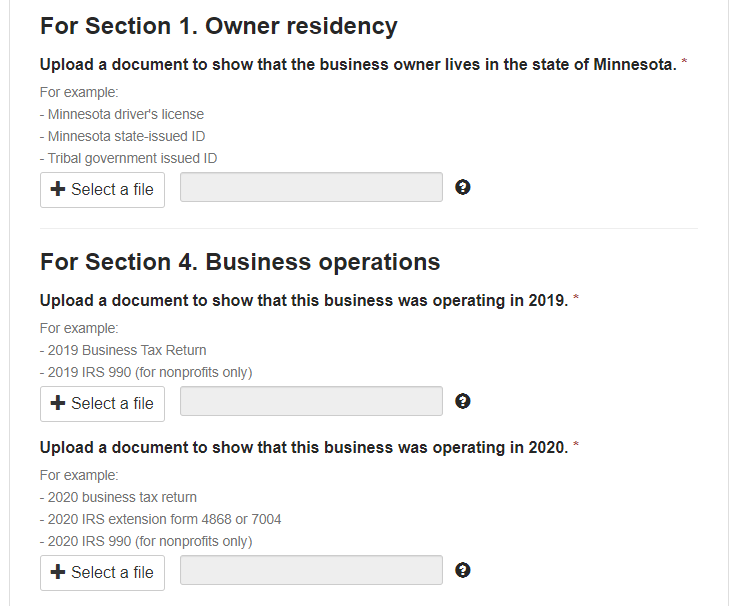 For Section 1. Owner residency
Upload a document to show that the business owner lives in the state of Minnesota. *
For example:
- Minnesota driver's license
- Minnesota state-issued ID
- Tribal government issued ID
+ Select a file ?
For Section 4. Business operations
Upload a document to show that this business was operating in 2019. *
For example:
- 2019 Business Tax Return
- 2019 IRS 990 (for nonprofits only)
+ Select a file ?
Upload a document to show that this business was operating in 2020. *
For example:
- 2020 business tax return
- 2020 IRS extension form 4868 or 7004
- 2020 IRS 990 (for nonprofits only)
+ Select a file ?